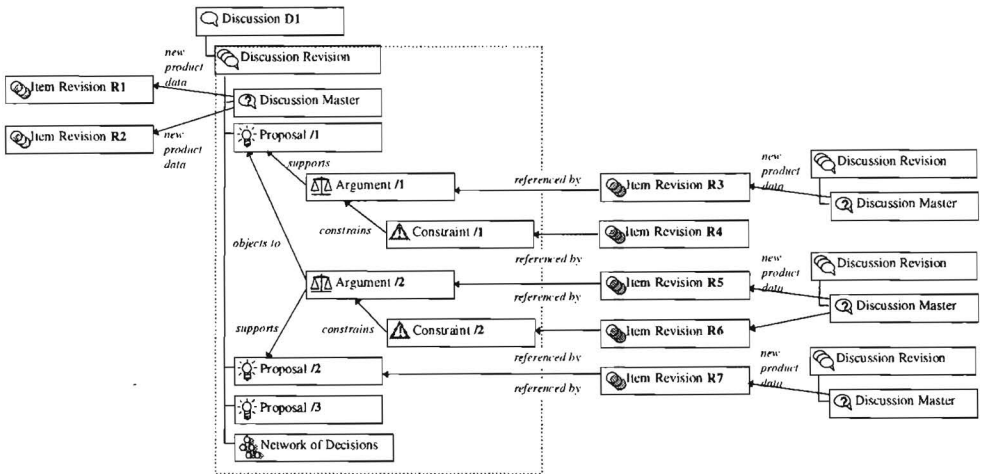 Discussion D1
Discussion Revision
new
product
data
Item Revision R1
Discussion Master
Item Revision R2
new
product
data
Proposal /1
supports
Argument /1
referenced by
Item Revision R3
new
product
data
Discussion Revision
Discussion Master
constrains
Constraint /1
Item Revision R4
objects to
referenced by
Argument /2
referenced by
Item Revision R5
new
product
data
Discussion Revision
Discussion Master
supports
constrains
Constraint /2
Item Revision R6
referenced by
Proposal /2
referenced by
Item Revision R7
new
product
data
Discussion Revision
Discussion Master
Proposal /3
Network of Decisions